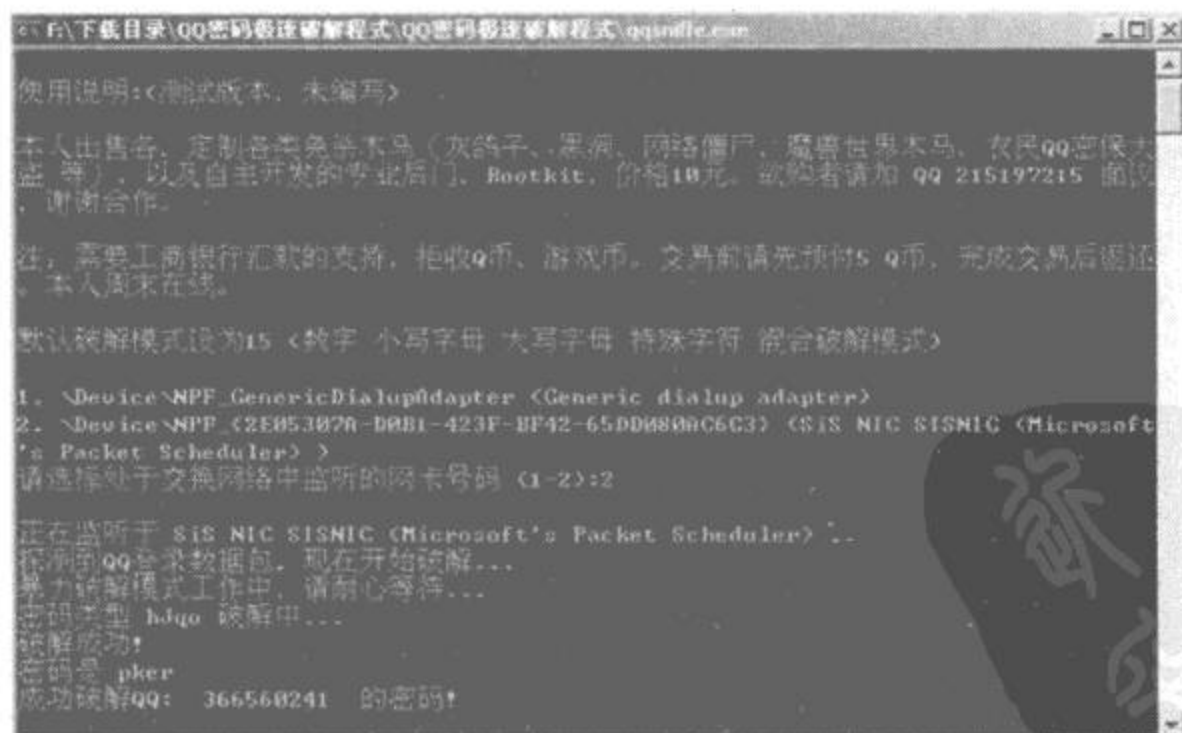 F:\下载目录\QQ密码极速破解程式\QQ密码极速破解程式\qqsndle.exe
使用说明:<测试版本, 未编写>
本人出售各、定制各类免杀木马（灰鸽子、黑洞、网络僵尸、魔兽世界木马、农民QQ密保大
盗 等）, 以及自主开发的专业后门, Rootkit, 价格10元。欲购者请加 QQ 215197215 面议
, 谢谢合作。
注: 需要工商银行汇款的支持, 拒收Q币、游戏币。交易前请先预付5 Q币, 完成交易后返还
。本人周末在线。
默认破解模式设为15 <数字 小写字母 大写字母 特殊字符 混合破解模式>
1. \Device\NPF_GenericDialupAdapter <Generic dialup adapter>
2. \Device\NPF_{2E05307A-D0B1-423F-BF42-65DD080AC6C3} <SiS NIC SISNIC <Microsoft
's Packet Scheduler> >
请选择处于交换网络中监听的网卡号码 <1-2>:2
正在监听于 SiS NIC SISNIC <Microsoft's Packet Scheduler> ...
探测到QQ登录数据包, 现在开始破解...
暴力破解模式工作中, 请耐心等待...
密码类型 hJqo 破解中...
破解成功!
密码是 pker
成功破解QQ: 366560241 的密码!